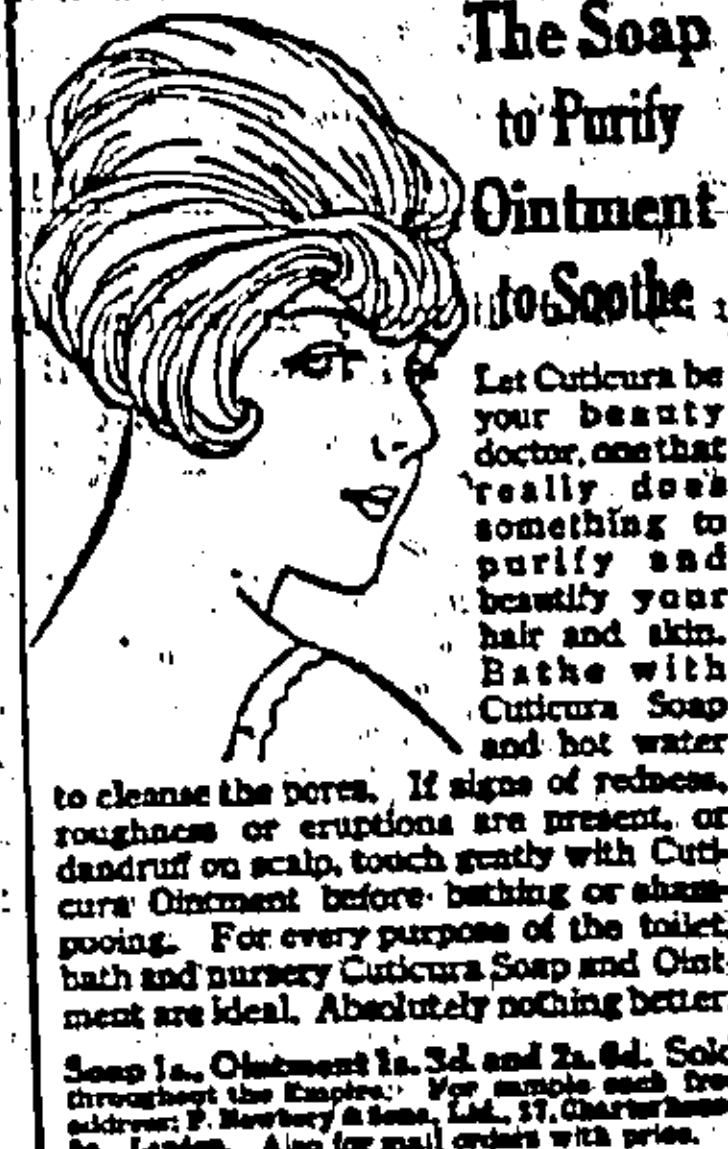 The Soap
to Purify
Ointment
to Soothe
Let Cuticura be
your beauty
doctor, one that
really does
something to
purify and
beautify your
hair and skin.
Bathe with
Cuticura Soap
and hot water
to cleanse the pores. If signs of redness,
roughness or eruptions are present, or
dandruff on scalp, touch gently with Cuti-
cura Ointment before bathing or sham-
pooing. For every purpose of the toilet,
bath and nursery Cuticura Soap and Oint-
ment are ideal. Absolutely nothing better
Soap 1s., Ointment 1s. 3d. and 2s. 6d. Sold
throughout the Empire. For sample each free
address: F. Newbery & Sons, Ltd., 27, Charterhouse
Sq., London. Also for mail orders with price.